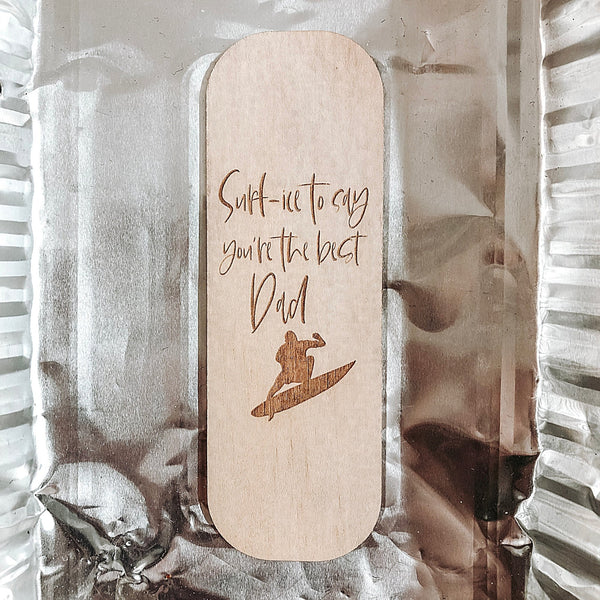 Surf-ice to say
you're the best
Dad